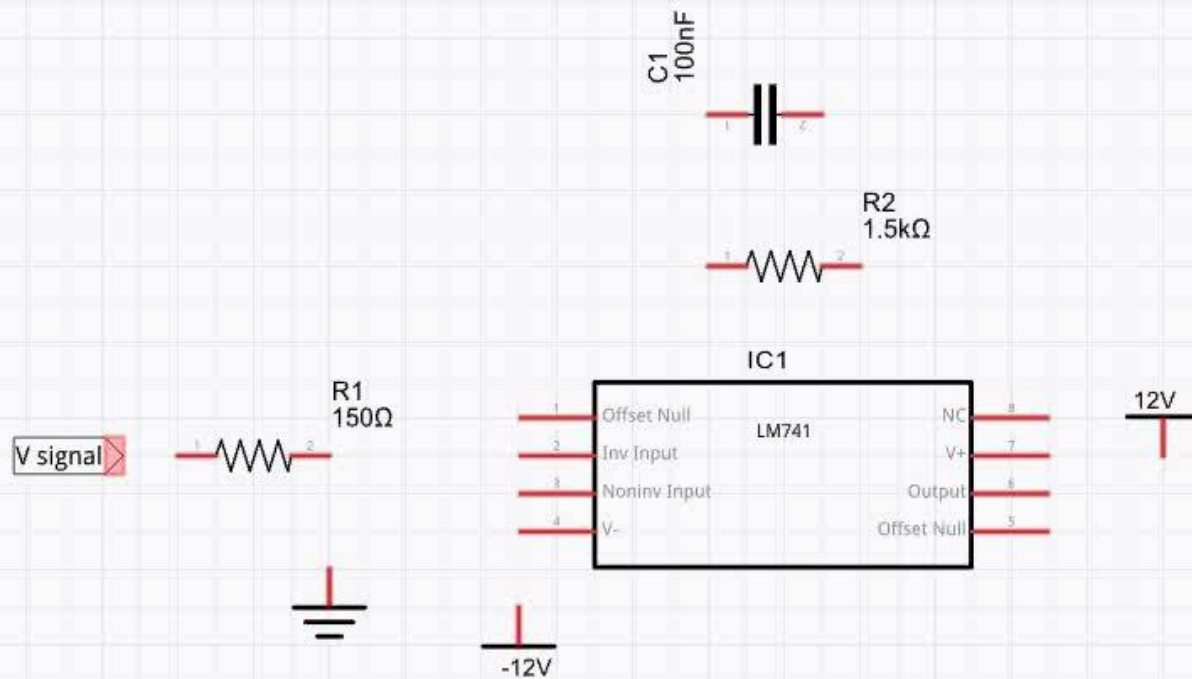 C1
100nF
1
2
R2
1.5kΩ
1
2
IC1
R1
150Ω
12V
1
Offset Null
NC
8
LM741
V signal
1
2
2
Inv Input
V+
7
3
Noninv Input
Output
6
4
V-
Offset Null
5
-12V